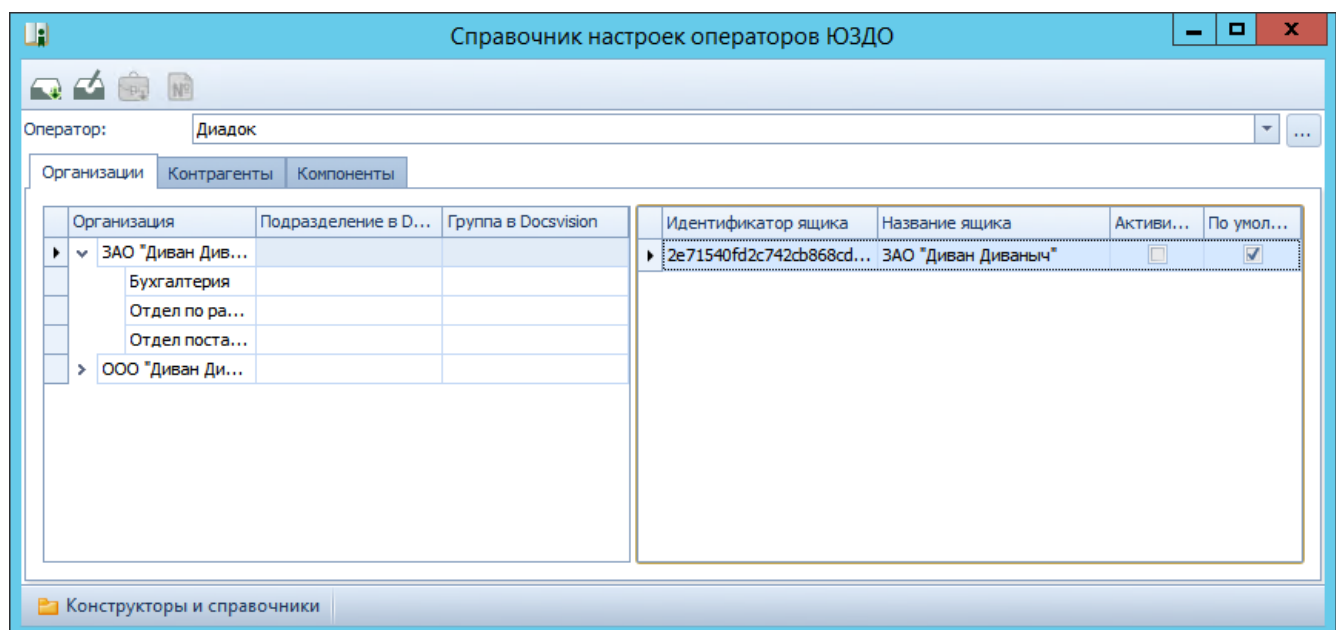 Справочник настроек операторов ЮЗДО
Оператор: Диадок
Организации Контрагенты Компоненты
Организация Подразделение в D... Группа в Docsvision Идентификатор ящика Название ящика Активи... По умол...
ЗАО "Диван Див... 2e71540fd2c742cb868cd... ЗАО "Диван Диваныч"
Бухгалтерия
Отдел по ра...
Отдел поста...
ООО "Диван Ди...
Конструкторы и справочники